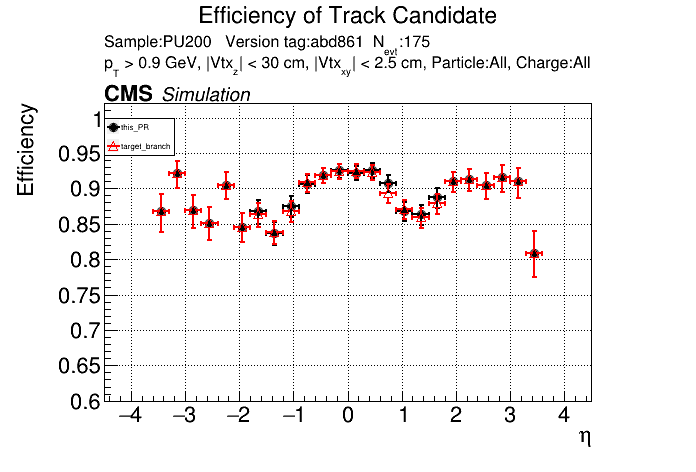 Efficiency of Track Candidate
Sample:PU200 Version tag:abd861 N_evt:175
p_T > 0.9 GeV, |Vtx_z| < 30 cm, |Vtx_xy| < 2.5 cm, Particle:All, Charge:All
CMS Simulation
Efficiency
1
0.95
0.9
0.85
0.8
0.75
0.7
0.65
0.6
this_PR
target_branch
−4 −3 −2 −1 0 1 2 3 4
η